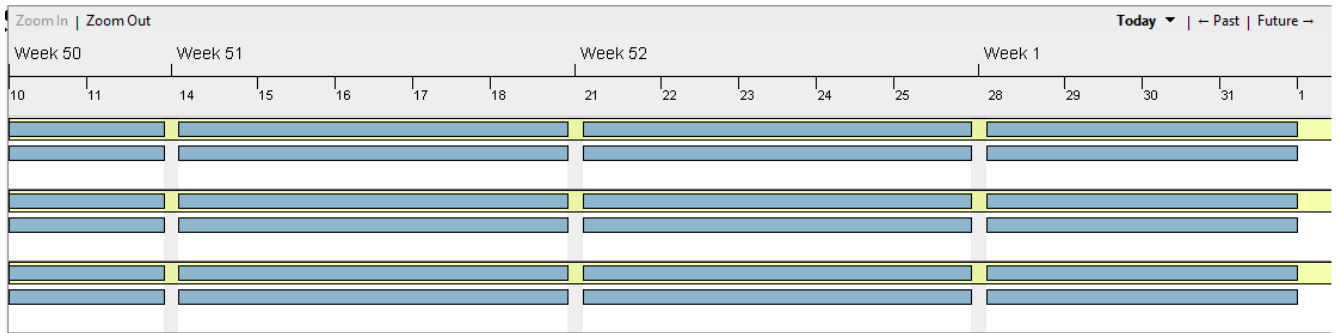 Zoom In | Zoom Out Today ▼ | ← Past | Future →
Week 50 Week 51 Week 52 Week 1
10 11 14 15 16 17 18 21 22 23 24 25 28 29 30 31 1